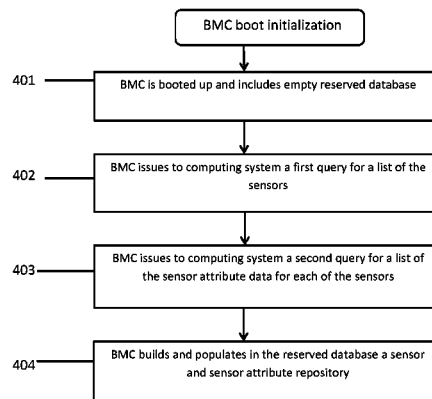 BMC boot initialization
401
BMC is booted up and includes empty reserved database
402
BMC issues to computing system a first query for a list of the
sensors
403
BMC issues to computing system a second query for a list of
the sensor attribute data for each of the sensors
404
BMC builds and populates in the reserved database a sensor
and sensor attribute repository